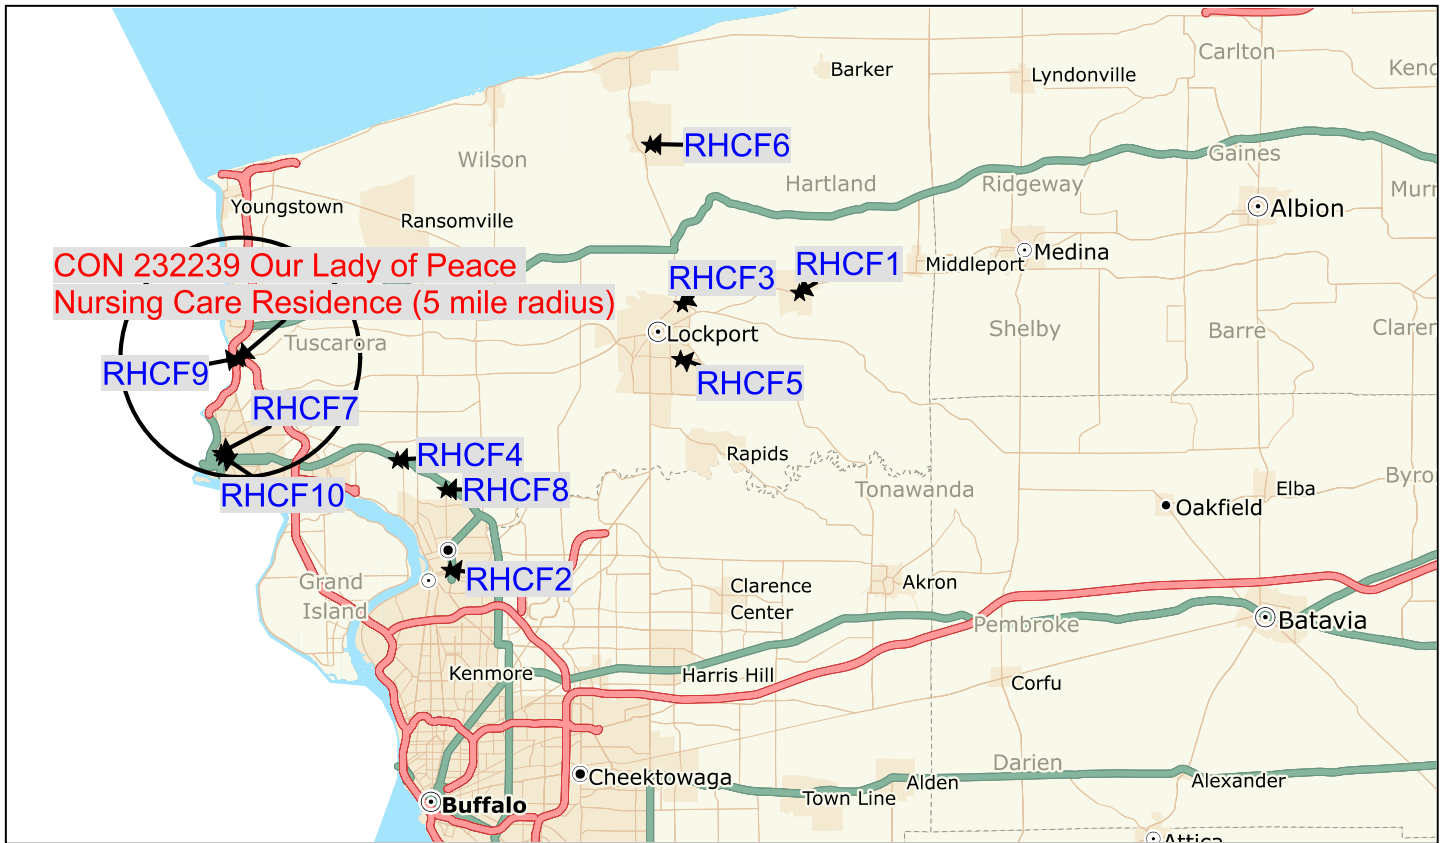 Carlton
Barker
Lyndonville
Kend
RHCF6
Wilson
Gaines
Hartland
Ridgeway
Murr
Youngstown
Ransomville
Albion
Medina
CON 232239 Our Lady of Peace
Nursing Care Residence (5 mile radius)
RHCF3
RHCF1
Middleport
Lockport
Shelby
Barre
Claren
Tuscarora
RHCF9
RHCF5
RHCF7
RHCF4
Rapids
RHCF10
RHCF8
Tonawanda
Elba
Byro
Oakfield
Grand
Island
RHCF2
Clarence
Center
Akron
Pembroke
Batavia
Kenmore
Harris Hill
Corfu
Darien
Cheektowaga
Alden
Alexander
Town Line
Buffalo
Attica